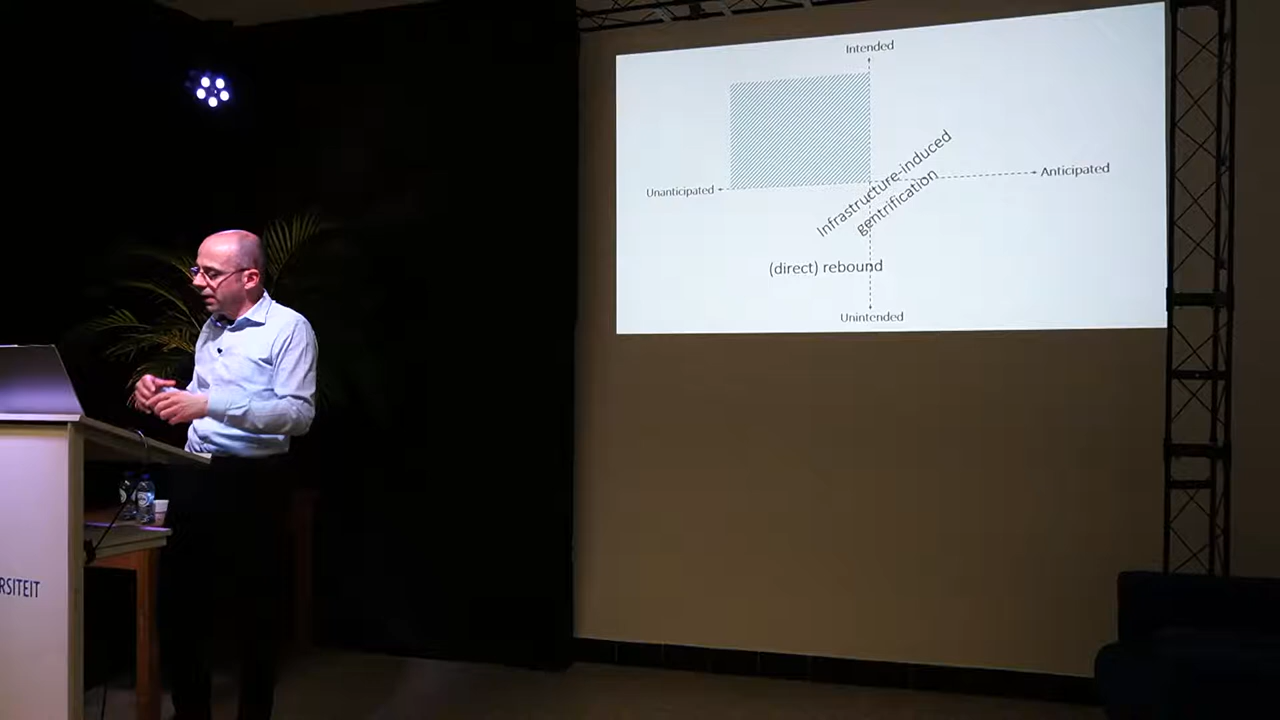 Intended
Infrastructure-induced
gentrification
Unanticipated
Anticipated
(direct) rebound
Unintended
RSITEIT